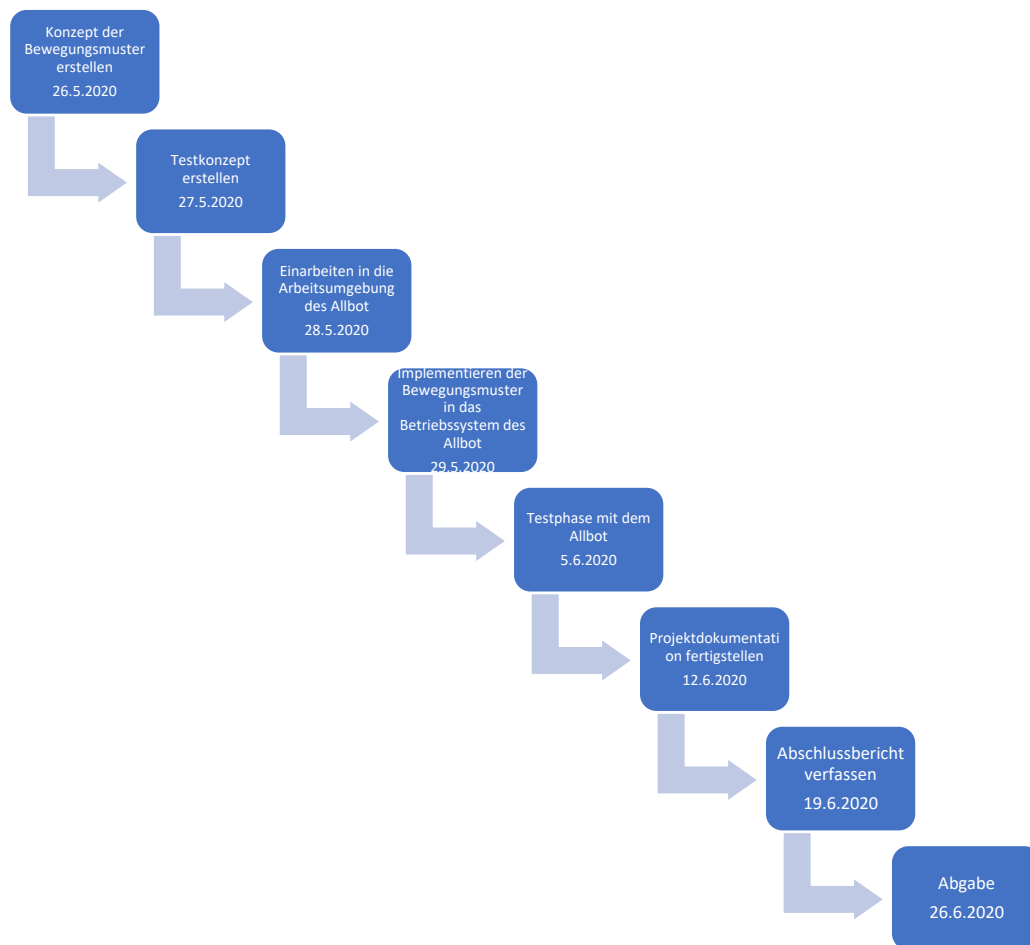 Konzept der
Bewegungsmuster
erstellen
26.5.2020
Testkonzept
erstellen
27.5.2020
Einarbeiten in die
Arbeitsumgebung
des Allbot
28.5.2020
Implementieren der
Bewegungsmuster
in das
Betriebssystem des
Allbot
29.5.2020
Testphase mit dem
Allbot
5.6.2020
Projektdokumentati
on fertigstellen
12.6.2020
Abschlussbericht
verfassen
19.6.2020
Abgabe
26.6.2020